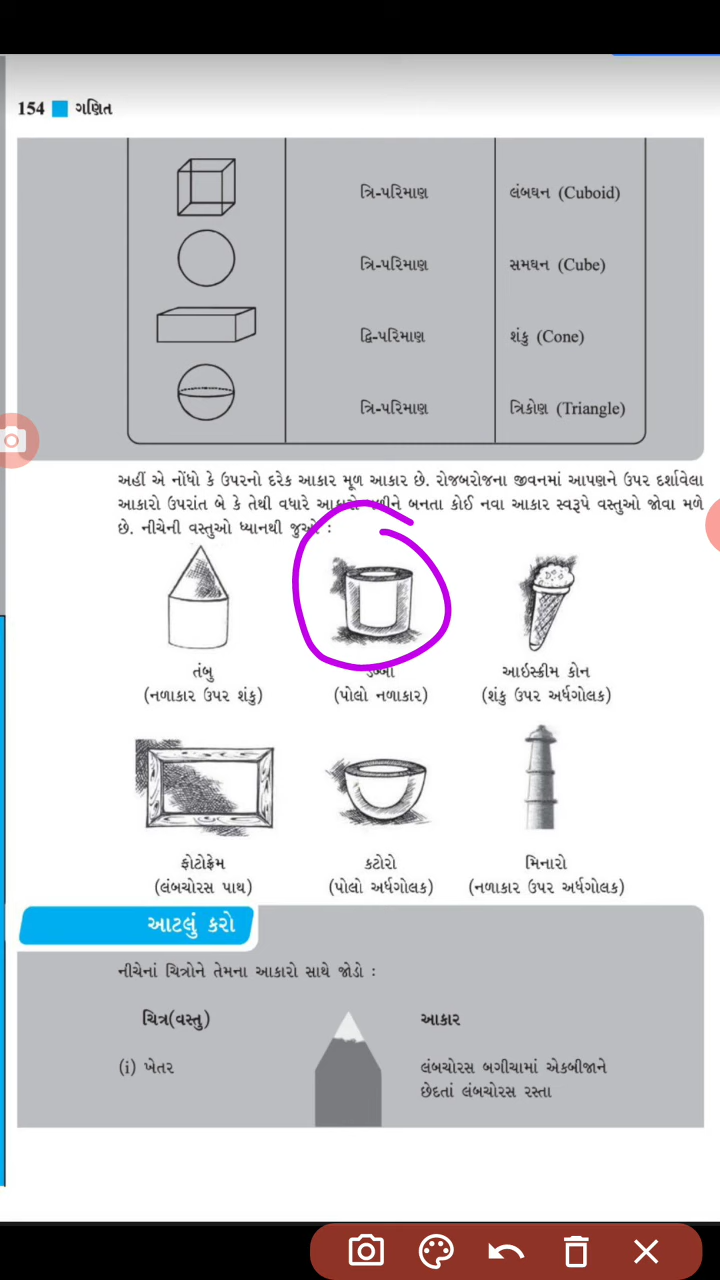 154 ગણિત
ત્રિ-પરિમાણ લંબઘન (Cuboid)
ત્રિ-પરિમાણ સમઘન (Cube)
દ્વિ-પરિમાણ શંકુ (Cone)
ત્રિ-પરિમાણ ત્રિકોણ (Triangle)
અહીં એ નોંધો કે ઉપરનો દરેક આકાર મૂળ આકાર છે. રોજબરોજના જીવનમાં આપણને ઉપર દર્શાવેલા
આકારો ઉપરાંત બે કે તેથી વધારે બનતા કોઈ નવા આકાર સ્વરૂપે વસ્તુઓ જોવા મળે
છે. નીચેની વસ્તુઓ ધ્યાનથી જુઓ :
તંબુ
(નળાકાર ઉપર શંકુ)
(પોલો નળાકાર)
આઇસ્ક્રીમ કોન
(શંકુ ઉપર અર્ધગોલક)
ફોટોફ્રેમ
(લંબચોરસ પાથ)
કટોરો
(પોલો અર્ધગોલક)
મિનારો
(નળાકાર ઉપર અર્ધગોલક)
આટલું કરો
નીચેનાં ચિત્રોને તેમના આકારો સાથે જોડો :
ચિત્ર(વસ્તુ) આકાર
(i) ખેતર
લંબચોરસ બગીચામાં એકબીજાને
છેદતાં લંબચોરસ રસ્તા